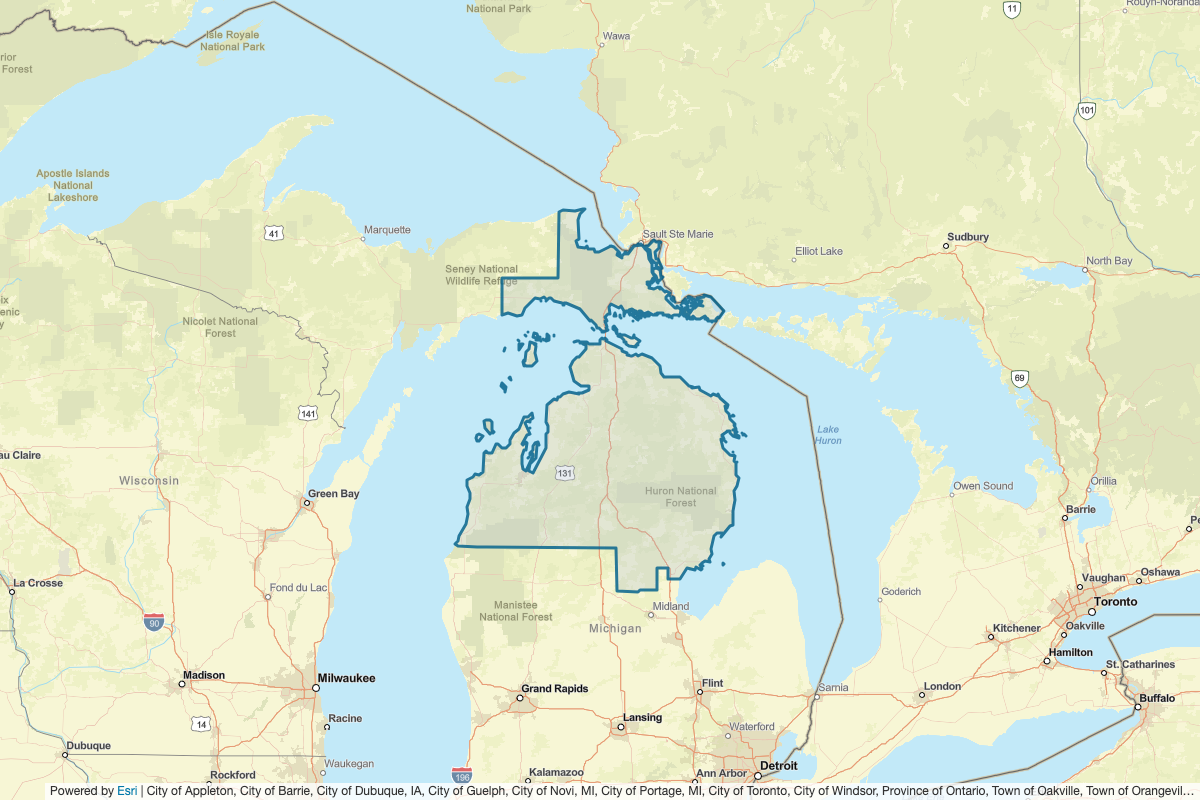 National Park
11
Rouyn-Noranda
Isle Royale
National Park
Wawa
Forest
101
Apostle Islands
National
Lakeshore
41
Marquette
Sault Ste Marie
Elliot Lake
Sudbury
North Bay
Seney National
Wildlife Refuge
Nicolet National
Forest
69
141
Lake
Huron
au Claire
Wisconsin
131
Huron National
Forest
Green Bay
Owen Sound
Orillia
Barrie
La Crosse
Fond du Lac
90
Manistee
National Forest
Midland
Michigan
Goderich
Vaughan
Oshawa
Toronto
Oakville
Kitchener
Hamilton
St. Catharines
Madison
Milwaukee
Grand Rapids
Flint
Sarnia
London
Buffalo
14
Racine
Lansing
Waterford
Dubuque
Waukegan
Rockford
196
Kalamazoo
Ann Arbor
Detroit
Powered by Esri | City of Appleton, City of Barrie, City of Dubuque, IA, City of Guelph, City of Novi, MI, City of Portage, MI, City of Toronto, City of Windsor, Province of Ontario, Town of Oakville, Town of Orangevil...